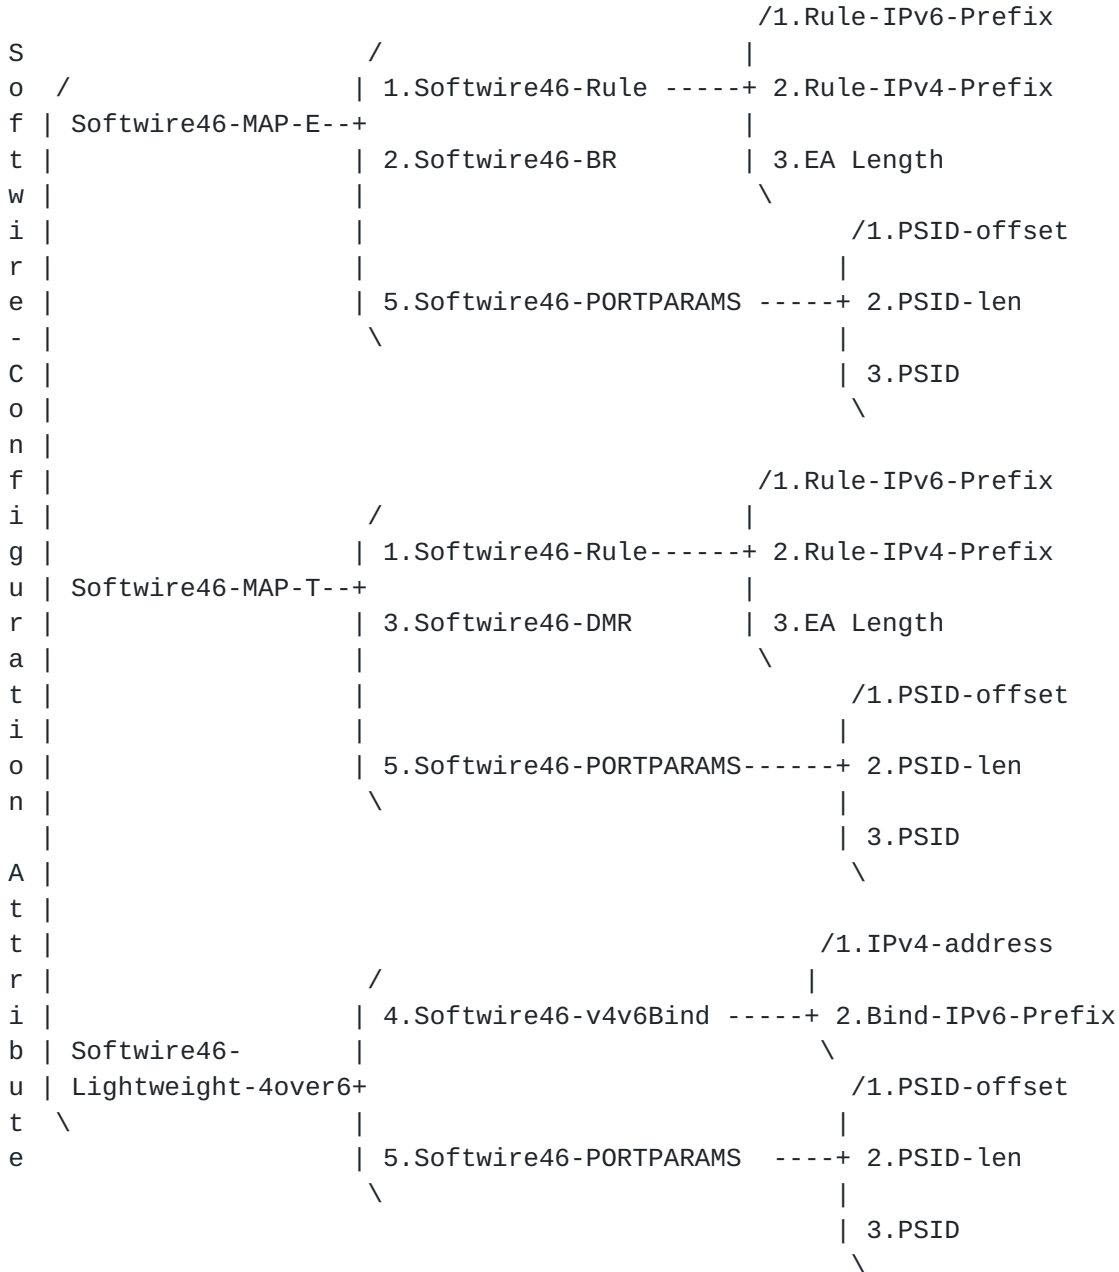 /1.Rule-IPv6-Prefix
S                      /                       |
o  /                  | 1.Softwire46-Rule -----+ 2.Rule-IPv4-Prefix
f | Softwire46-MAP-E--+                        |
t |                   | 2.Softwire46-BR        | 3.EA Length
w |                   |                         \
i |                   |                               /1.PSID-offset
r |                   |                              |
e |                   | 5.Softwire46-PORTPARAMS -----+ 2.PSID-len
- |                    \                             |
C |                                                  | 3.PSID
o |                                                   \
n |
f |                                             /1.Rule-IPv6-Prefix
i |                    /                       |
g |                   | 1.Softwire46-Rule------+ 2.Rule-IPv4-Prefix
u | Softwire46-MAP-T--+                        |
r |                   | 3.Softwire46-DMR       | 3.EA Length
a |                   |                         \
t |                   |                               /1.PSID-offset
i |                   |                              |
o |                   | 5.Softwire46-PORTPARAMS------+ 2.PSID-len
n |                    \                             |
  |                                                  | 3.PSID
A |                                                   \
t |
t |                                                 /1.IPv4-address
r |                    /                           |
i |                   | 4.Softwire46-v4v6Bind -----+ 2.Bind-IPv6-Prefix
b | Softwire46-       |                             \
u | Lightweight-4over6+                               /1.PSID-offset
t  \                  |                              |
e                     | 5.Softwire46-PORTPARAMS  ----+ 2.PSID-len
                       \                             |
                                                     | 3.PSID
                                                      \